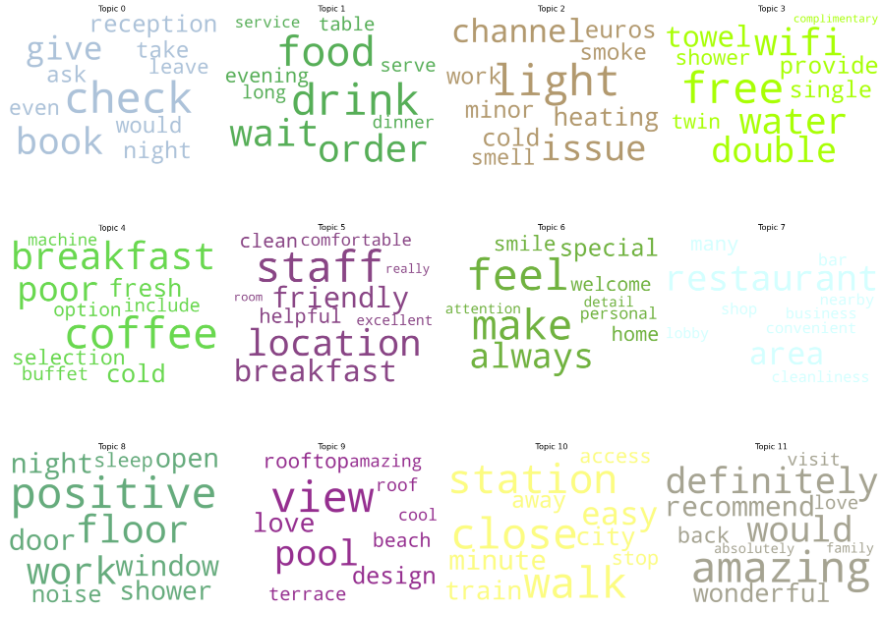 Topic 0
reception
give take
ask leave
even check
would
book night
Topic 1
service table
food
evening serve
long drink
dinner
wait order
Topic 2
channel euros
smoke
work light
minor heating
cold
smell issue
Topic 3
complimentary
towel wifi
shower provide
free single
twin water
double
Topic 4
machine
breakfast
poor fresh
option include
coffee
selection
buffet cold
Topic 5
clean comfortable
staff really
room friendly
helpful excellent
location
breakfast
Topic 6
smile special
feel welcome
attention detail
make personal
home
always
Topic 7
many bar
restaurant
nearby
shop business
lobby convenient
area
cleanliness
Topic 8
night sleep open
positive
door floor
work window
noise shower
Topic 9
rooftop amazing
view roof
love cool
pool beach
design
terrace
Topic 10
access
station
away easy
close city
minute stop
train walk
Topic 11
visit
definitely
recommend love
back would
absolutely family
amazing
wonderful